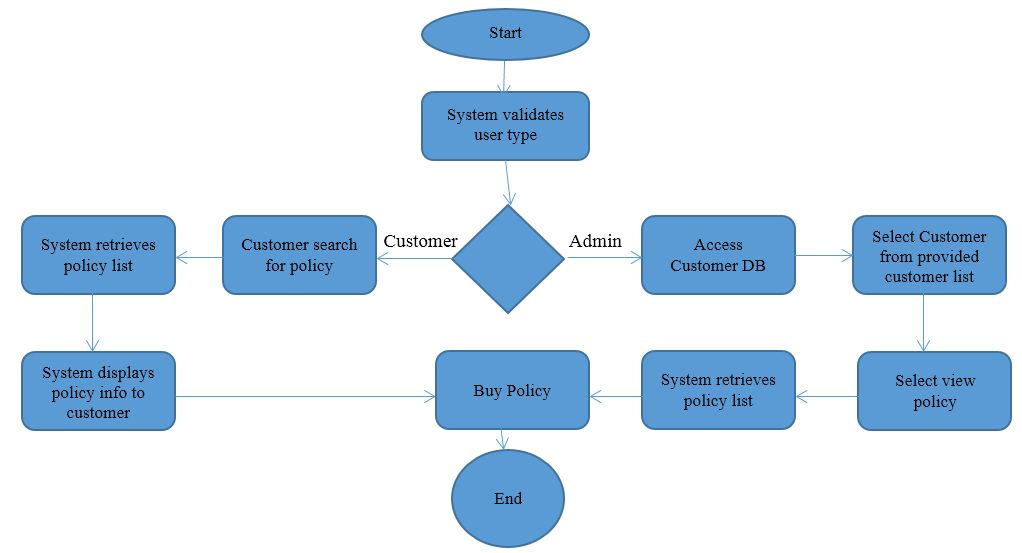 Start
System validates
user type
Customer
Admin
System retrieves
policy list
Customer search
for policy
Access
Customer DB
Select Customer
from provided
customer list
System displays
policy info to
customer
Buy Policy
System retrieves
policy list
Select view
policy
End